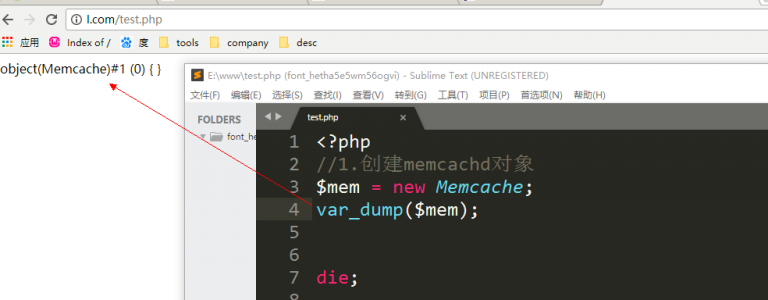 l.com/test.php
应用 Index of / 度 tools company desc
object(Memcache)#1 (0) { }
E:\www\test.php (font_hetha5e5wm56ogvi) - Sublime Text (UNREGISTERED)
文件(F) 编辑(E) 选择(S) 查找(I) 查看(V) 转到(G) 工具(T) 项目(P) 首选项(N) 帮助(H)
FOLDERS
font_he
test.php
1 <?php
2 //1.创建memcachd对象
3 $mem = new Memcache;
4 var_dump($mem);
5
6
7 die;
8